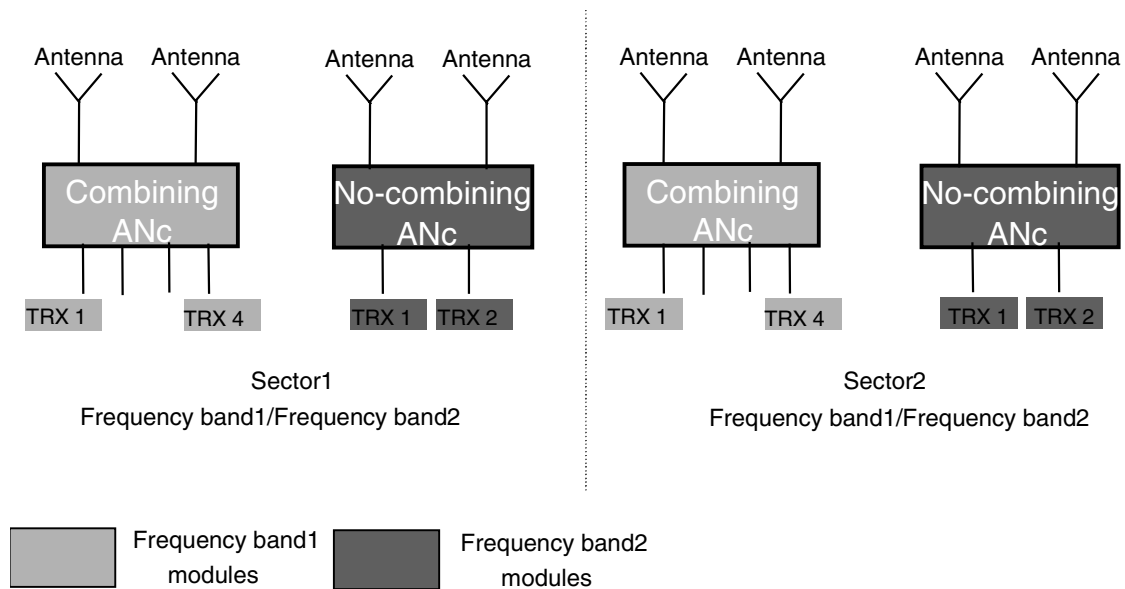 Antenna Antenna Antenna Antenna Antenna Antenna Antenna Antenna
Combining No-combining Combining No-combining
ANc ANc ANc ANc
TRX 1 TRX 4 TRX 1 TRX 2 TRX 1 TRX 4 TRX 1 TRX 2
Sector1 Sector2
Frequency band1/Frequency band2 Frequency band1/Frequency band2
Frequency band1 Frequency band2
modules modules